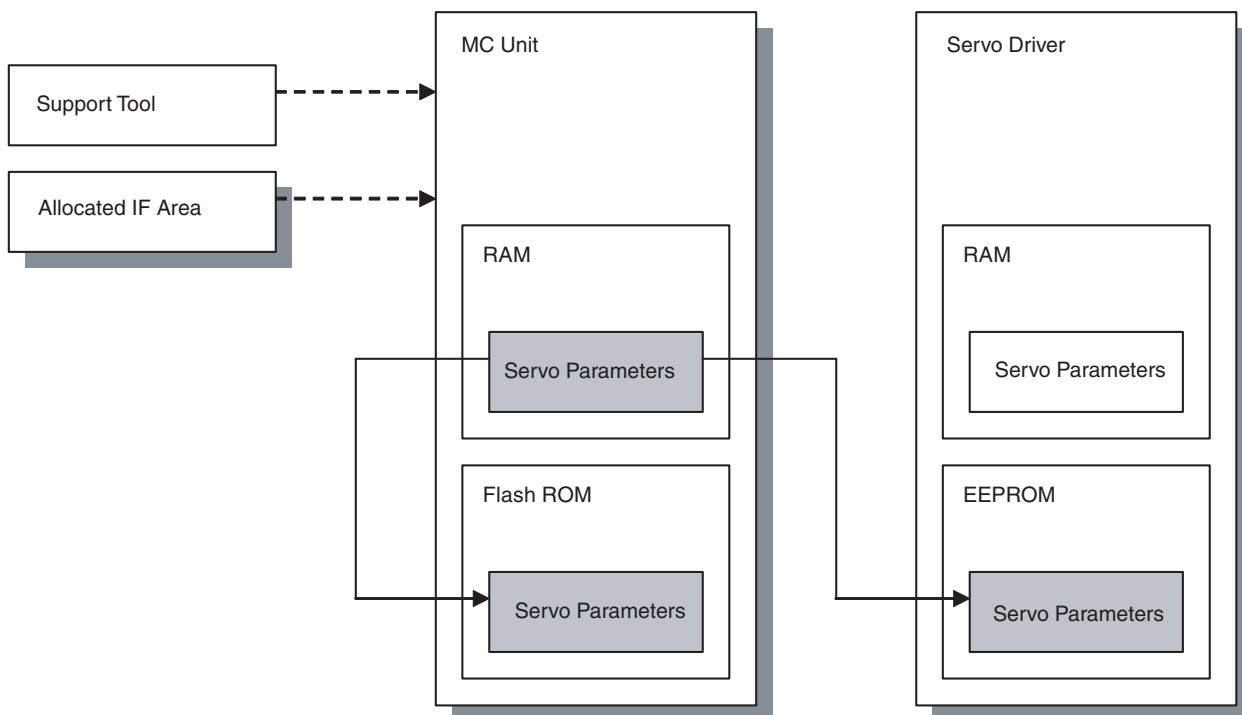 MC Unit
Servo Driver
Support Tool
Allocated IF Area
RAM
RAM
Servo Parameters
Servo Parameters
Flash ROM
EEPROM
Servo Parameters
Servo Parameters